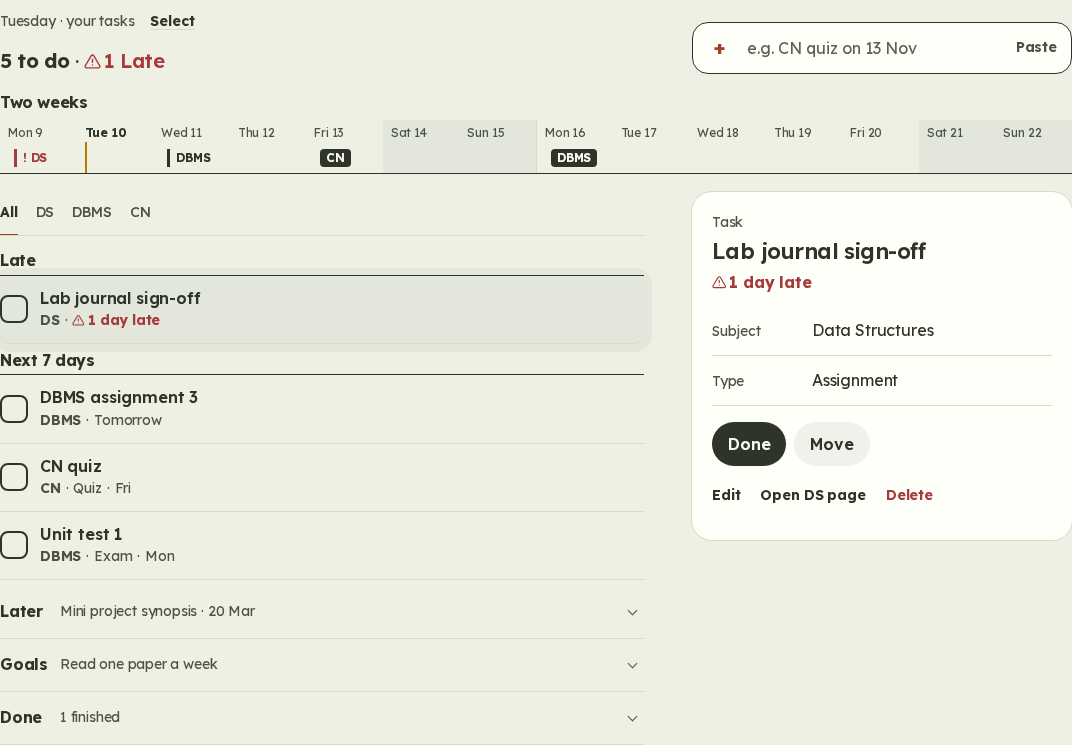 Tuesday · your tasks Select
5 to do · 1 Late
+ e.g. CN quiz on 13 Nov Paste
Two weeks
Mon 9 Tue 10 Wed 11 Thu 12 Fri 13 Sat 14 Sun 15 Mon 16 Tue 17 Wed 18 Thu 19 Fri 20 Sat 21 Sun 22
! DS DBMS CN DBMS
All DS DBMS CN
Late
Lab journal sign-off
DS · 1 day late
Next 7 days
DBMS assignment 3
DBMS · Tomorrow
CN quiz
CN · Quiz · Fri
Unit test 1
DBMS · Exam · Mon
Later Mini project synopsis · 20 Mar
Goals Read one paper a week
Done 1 finished
Task
Lab journal sign-off
1 day late
Subject Data Structures
Type Assignment
Done Move
Edit Open DS page Delete